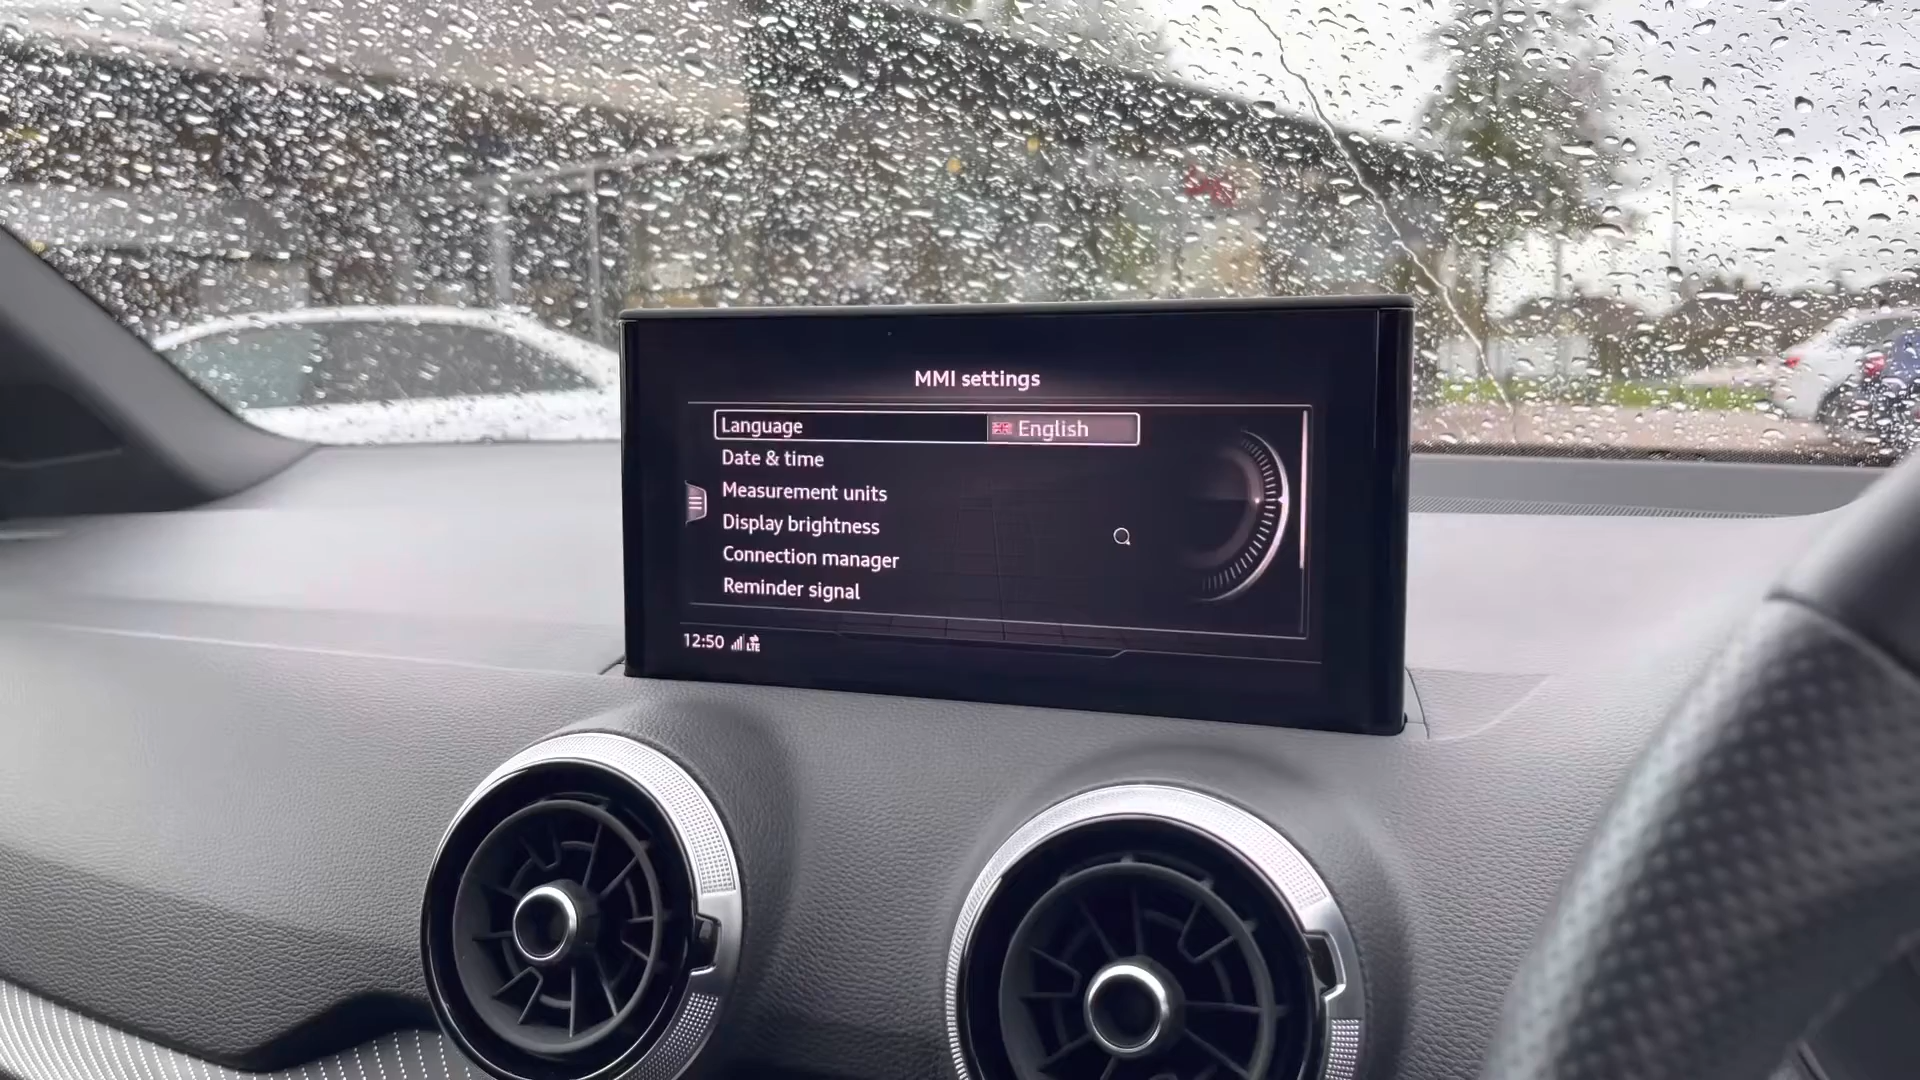 MMI settings
Language English
Date & time
Measurement units
Display brightness
Connection manager
Reminder signal
12:50 LTE